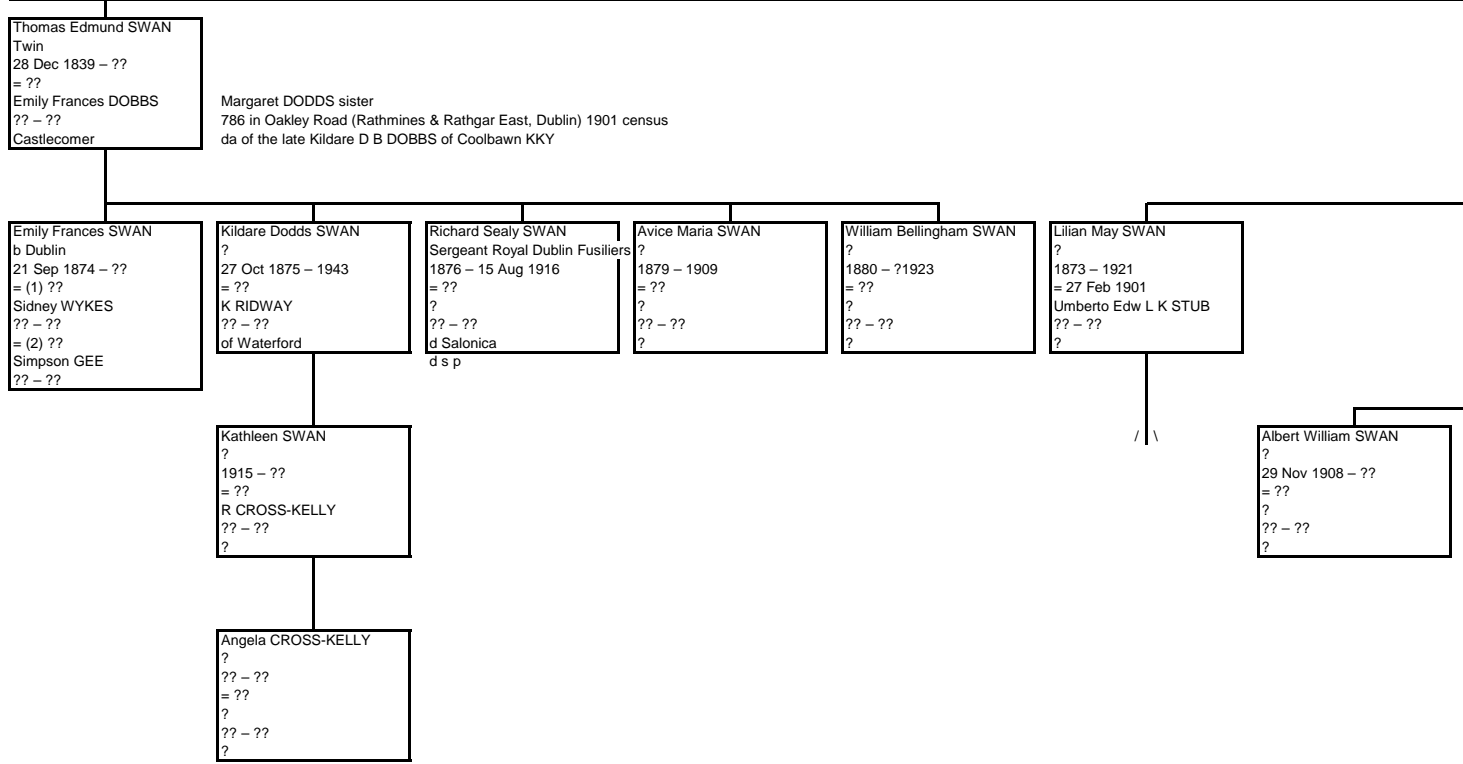 Thomas Edmund SWAN
Twin
28 Dec 1839 – ??
= ??
Emily Frances DOBBS
?? – ??
Castlecomer
Margaret DODDS sister
786 in Oakley Road (Rathmines & Rathgar East, Dublin) 1901 census
da of the late Kildare D B DOBBS of Coolbawn KKY
Emily Frances SWAN
b Dublin
21 Sep 1874 – ??
= (1) ??
Sidney WYKES
?? – ??
= (2) ??
Simpson GEE
?? – ??
Kildare Dodds SWAN
?
27 Oct 1875 – 1943
= ??
K RIDWAY
?? – ??
of Waterford
Richard Sealy SWAN
Sergeant Royal Dublin Fusiliers
1876 – 15 Aug 1916
= ??
?
?? – ??
d Salonica
d s p
Avice Maria SWAN
?
1879 – 1909
= ??
?
?? – ??
?
William Bellingham SWAN
?
1880 – ?1923
= ??
?
?? – ??
?
Lilian May SWAN
?
1873 – 1921
= 27 Feb 1901
Umberto Edw L K STUB
?? – ??
?
Kathleen SWAN
?
1915 – ??
= ??
R CROSS-KELLY
?? – ??
?
/ \
Albert William SWAN
?
29 Nov 1908 – ??
= ??
?
?? – ??
?
Angela CROSS-KELLY
?
?? – ??
= ??
?
?? – ??
?